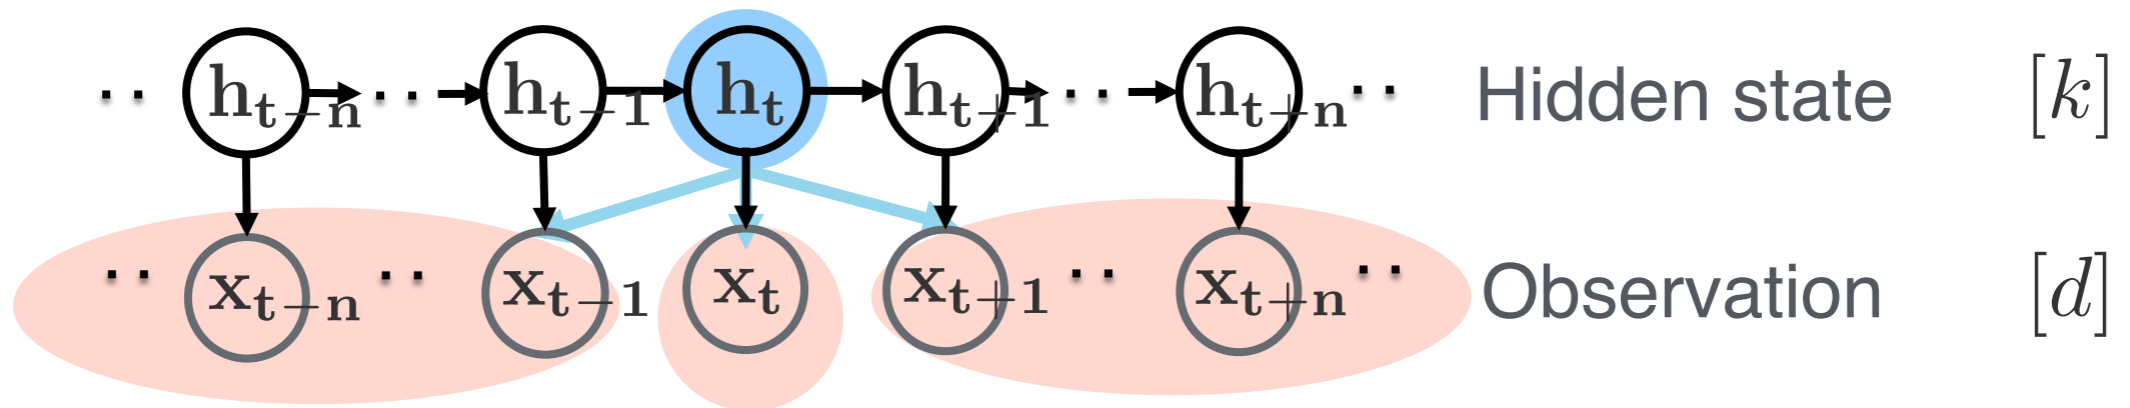 ·· h_{t−n} ·· h_{t−1} h_t h_{t+1} ·· h_{t+n} ·· Hidden state [k]
·· x_{t−n} ·· x_{t−1} x_t x_{t+1} ·· x_{t+n} ·· Observation [d]